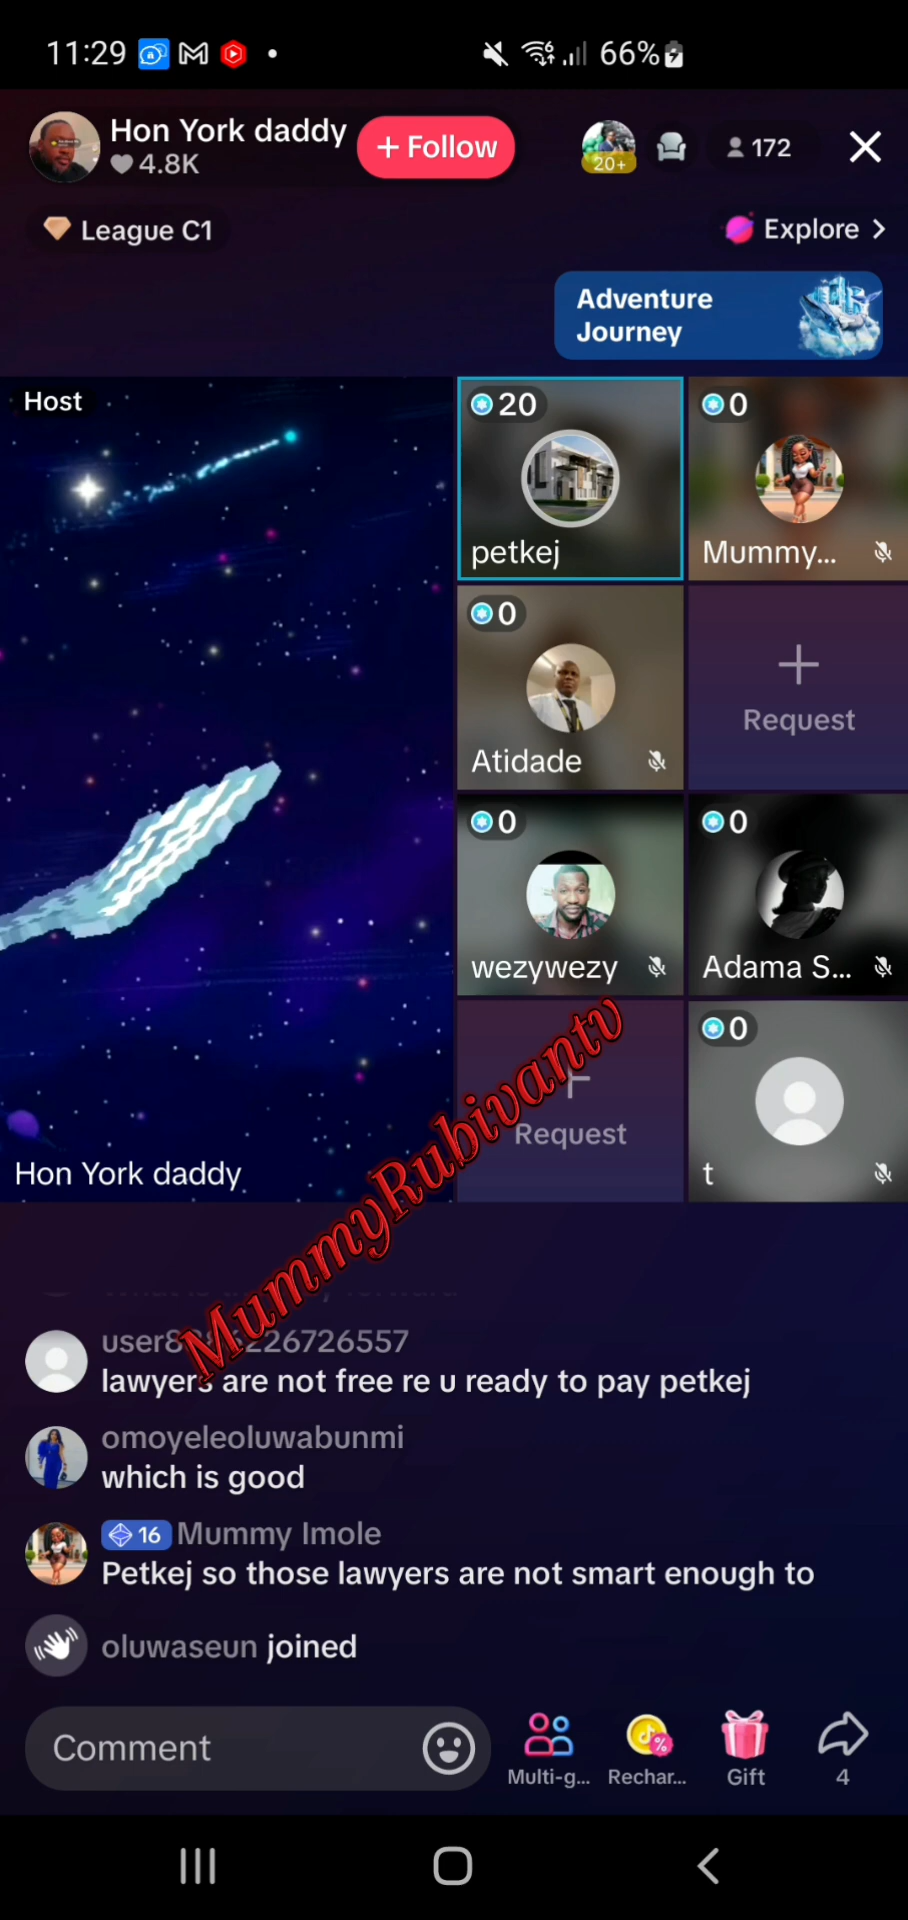 11:29
66%
Hon York daddy
4.8K
+ Follow
20+
172
League C1
Explore
Adventure
Journey
Host
20
petkej
0
Mummy...
0
Atidade
Request
0
wezywezy
0
Adama S...
Request
0
t
Hon York daddy
MummyRubivantv
lawyers are not free re u ready to pay petkej
omoyeleoluwabunmi
which is good
16 Mummy Imole
Petkej so those lawyers are not smart enough to
oluwaseun joined
Comment
Multi-g...
Rechar...
Gift
4